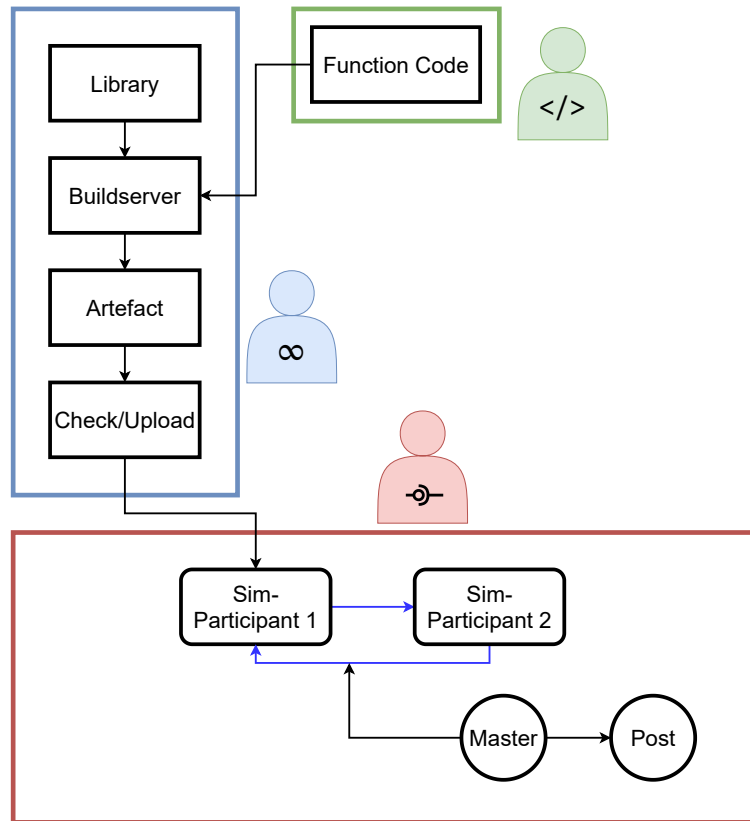 Library
Function Code
</>
Buildserver
Artefact
∞
Check/Upload
Sim-
Participant 1
Sim-
Participant 2
Master
Post